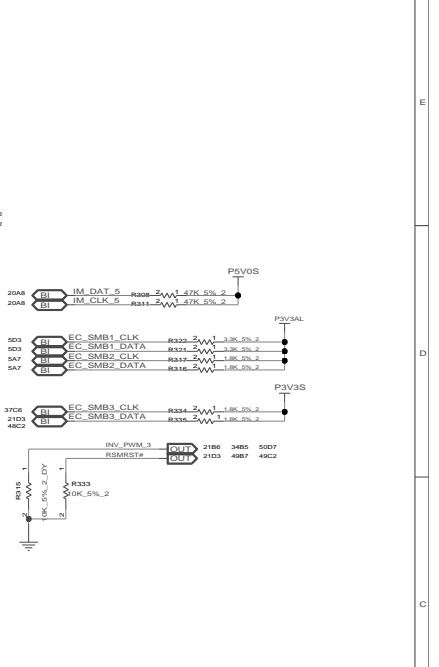 E
2
2
P5V0S
20A8 BI IM_DAT_5 R308 2 1 47K_5%_2
20A8 BI IM_CLK_5 R311 2 1 47K_5%_2
P3V3AL
5D3 BI EC_SMB1_CLK R322 2 1 3.3K_5%_2
5D3 BI EC_SMB1_DATA R321 2 1 3.3K_5%_2
5A7 BI EC_SMB2_CLK R317 2 1 1.8K_5%_2
5A7 BI EC_SMB2_DATA R316 2 1 1.8K_5%_2
D
P3V3S
37C6 BI EC_SMB3_CLK R334 2 1 1.8K_5%_2
21D3 BI EC_SMB3_DATA R335 2 1 1.8K_5%_2
48C2
INV_PWM_3 OUT 21B6 34B5 50D7
RSMRST# OUT 21D3 49B7 49C2
1 1
R315 10K_5%_2_DY
R333
10K_5%_2
2 2
C